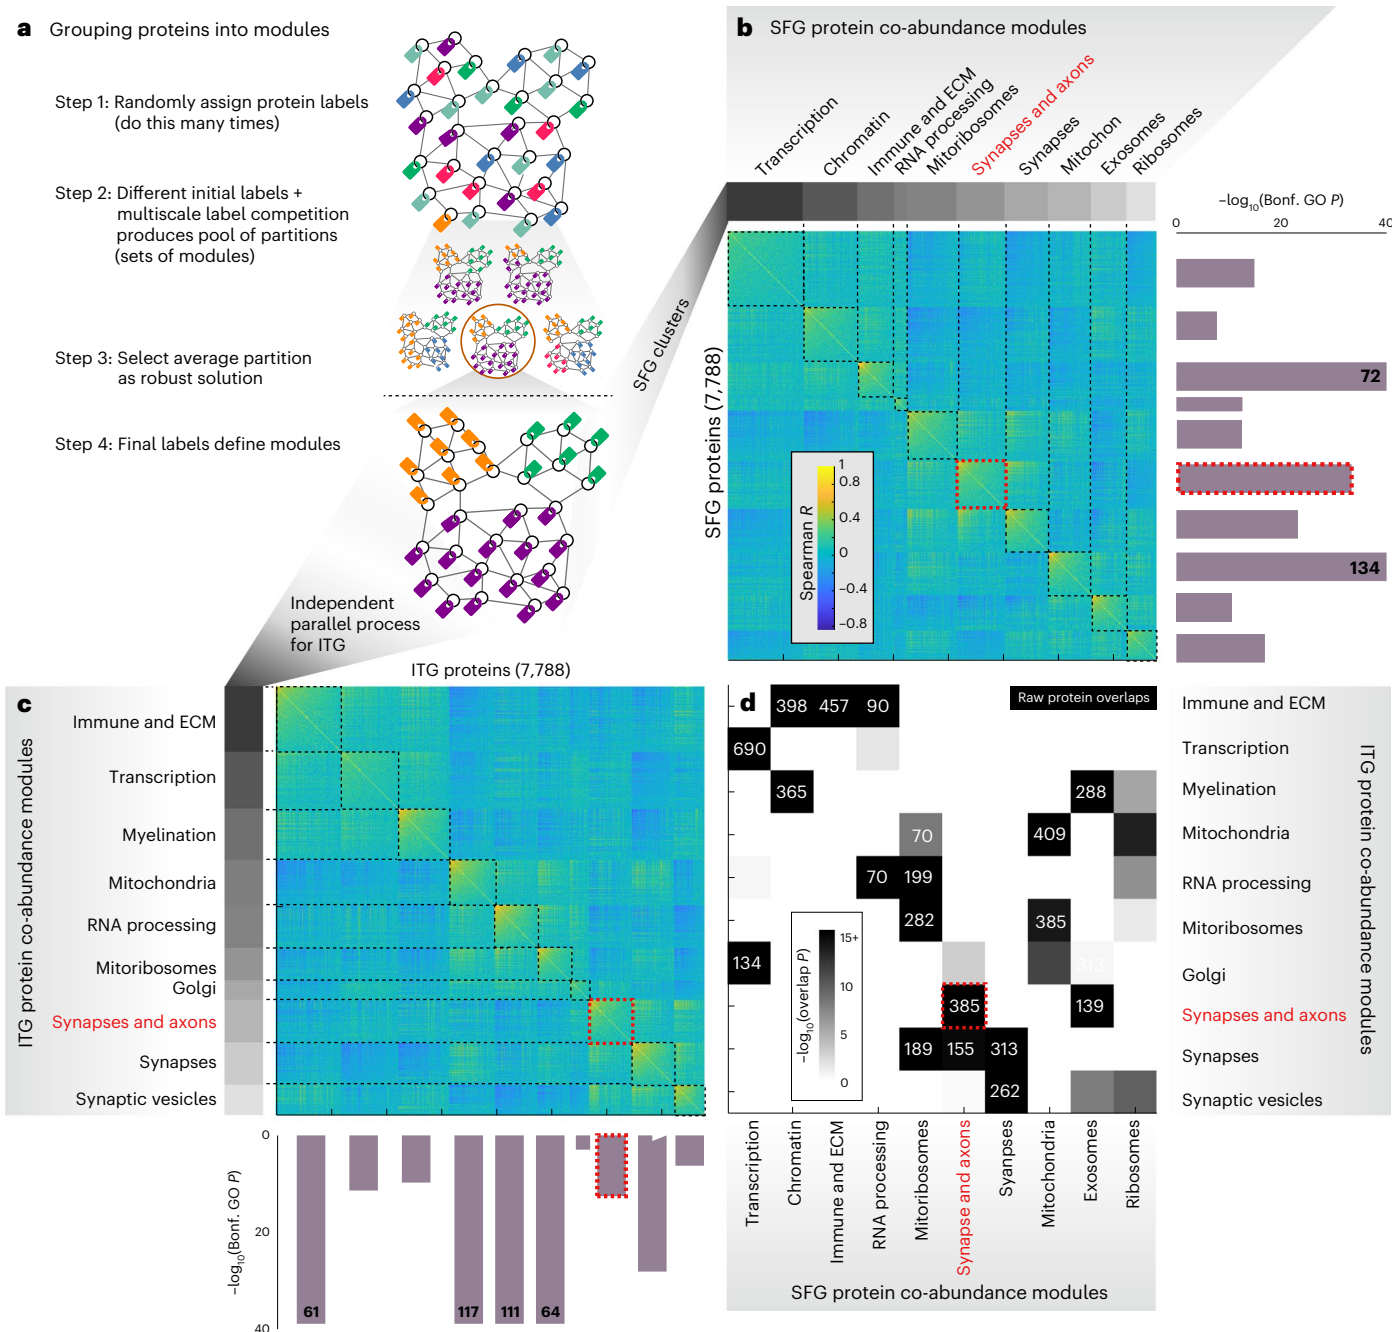 a Grouping proteins into modules
Step 1: Randomly assign protein labels
(do this many times)
Step 2: Different initial labels +
multiscale label competition
produces pool of partitions
(sets of modules)
Step 3: Select average partition
as robust solution
Step 4: Final labels define modules
Independent
parallel process
for ITG
SFG clusters
b SFG protein co-abundance modules
Transcription
Chromatin
Immune and ECM
RNA processing
Mitoribosomes
Synapses and axons
Synapses
Mitochon
Exosomes
Ribosomes
SFG proteins (7,788)
Spearman R
1
0.8
0.4
0
−0.4
−0.8
−log10(Bonf. GO P)
0
20
40
72
134
ITG proteins (7,788)
c
ITG protein co-abundance modules
Immune and ECM
Transcription
Myelination
Mitochondria
RNA processing
Mitoribosomes
Golgi
Synapses and axons
Synapses
Synaptic vesicles
−log10(Bonf. GO P)
0
20
40
61
117
111
64
d
Raw protein overlaps
398 457 90
690
365 288
70 409
70 199
282 385
134 313
385 139
189 155 313
262
−log10(overlap P)
15+
10
5
0
Immune and ECM
Transcription
Myelination
Mitochondria
RNA processing
Mitoribosomes
Golgi
Synapses and axons
Synapses
Synaptic vesicles
ITG protein co-abundance modules
Transcription
Chromatin
Immune and ECM
RNA processing
Mitoribosomes
Synapse and axons
Syanpses
Mitochondria
Exosomes
Ribosomes
SFG protein co-abundance modules